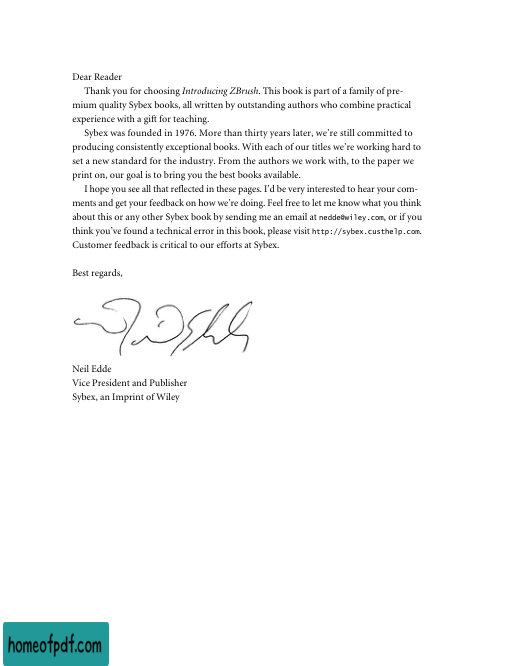 Dear Reader
Thank you for choosing Introducing ZBrush. This book is part of a family of pre-
mium quality Sybex books, all written by outstanding authors who combine practical
experience with a gift for teaching.
Sybex was founded in 1976. More than thirty years later, we're still committed to
producing consistently exceptional books. With each of our titles we're working hard to
set a new standard for the industry. From the authors we work with, to the paper we
print on, our goal is to bring you the best books available.
I hope you see all that reflected in these pages. I'd be very interested to hear your com-
ments and get your feedback on how we're doing. Feel free to let me know what you think
about this or any other Sybex book by sending me an email at nedde@wiley.com, or if you
think you've found a technical error in this book, please visit http://sybex.custhelp.com.
Customer feedback is critical to our efforts at Sybex.
Best regards,
Neil Edde
Vice President and Publisher
Sybex, an Imprint of Wiley
homeofpdf.com